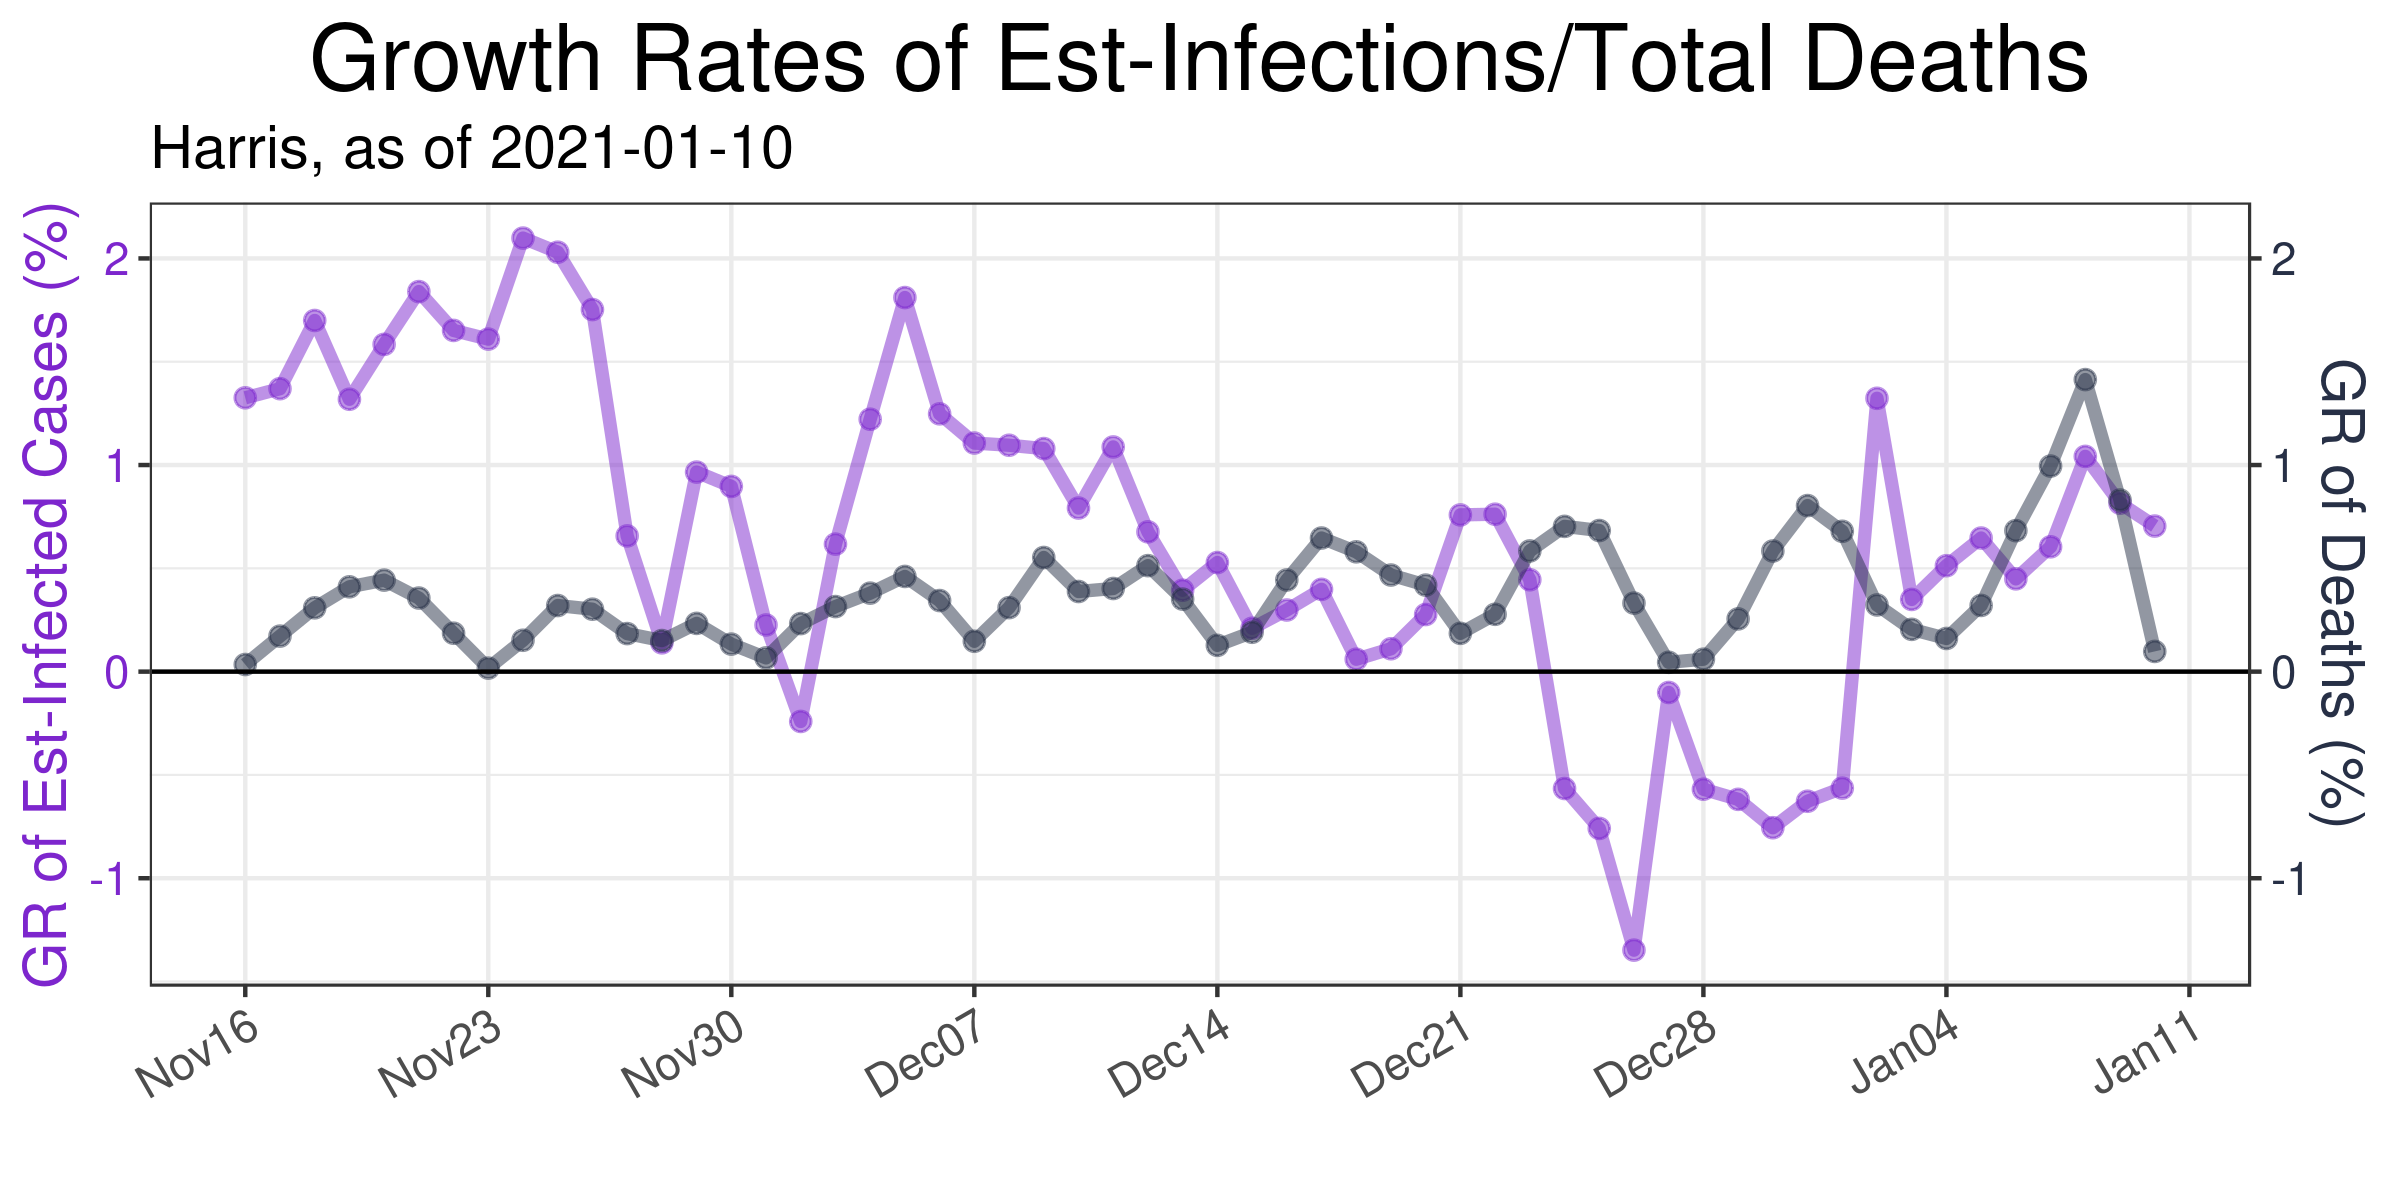 Growth Rates of Est-Infections/Total Deaths
Harris, as of 2021-01-10
GR of Est-Infected Cases (%)
2
1
0
-1
2
1
0
-1
GR of Deaths (%)
Nov16
Nov23
Nov30
Dec07
Dec14
Dec21
Dec28
Jan04
Jan11